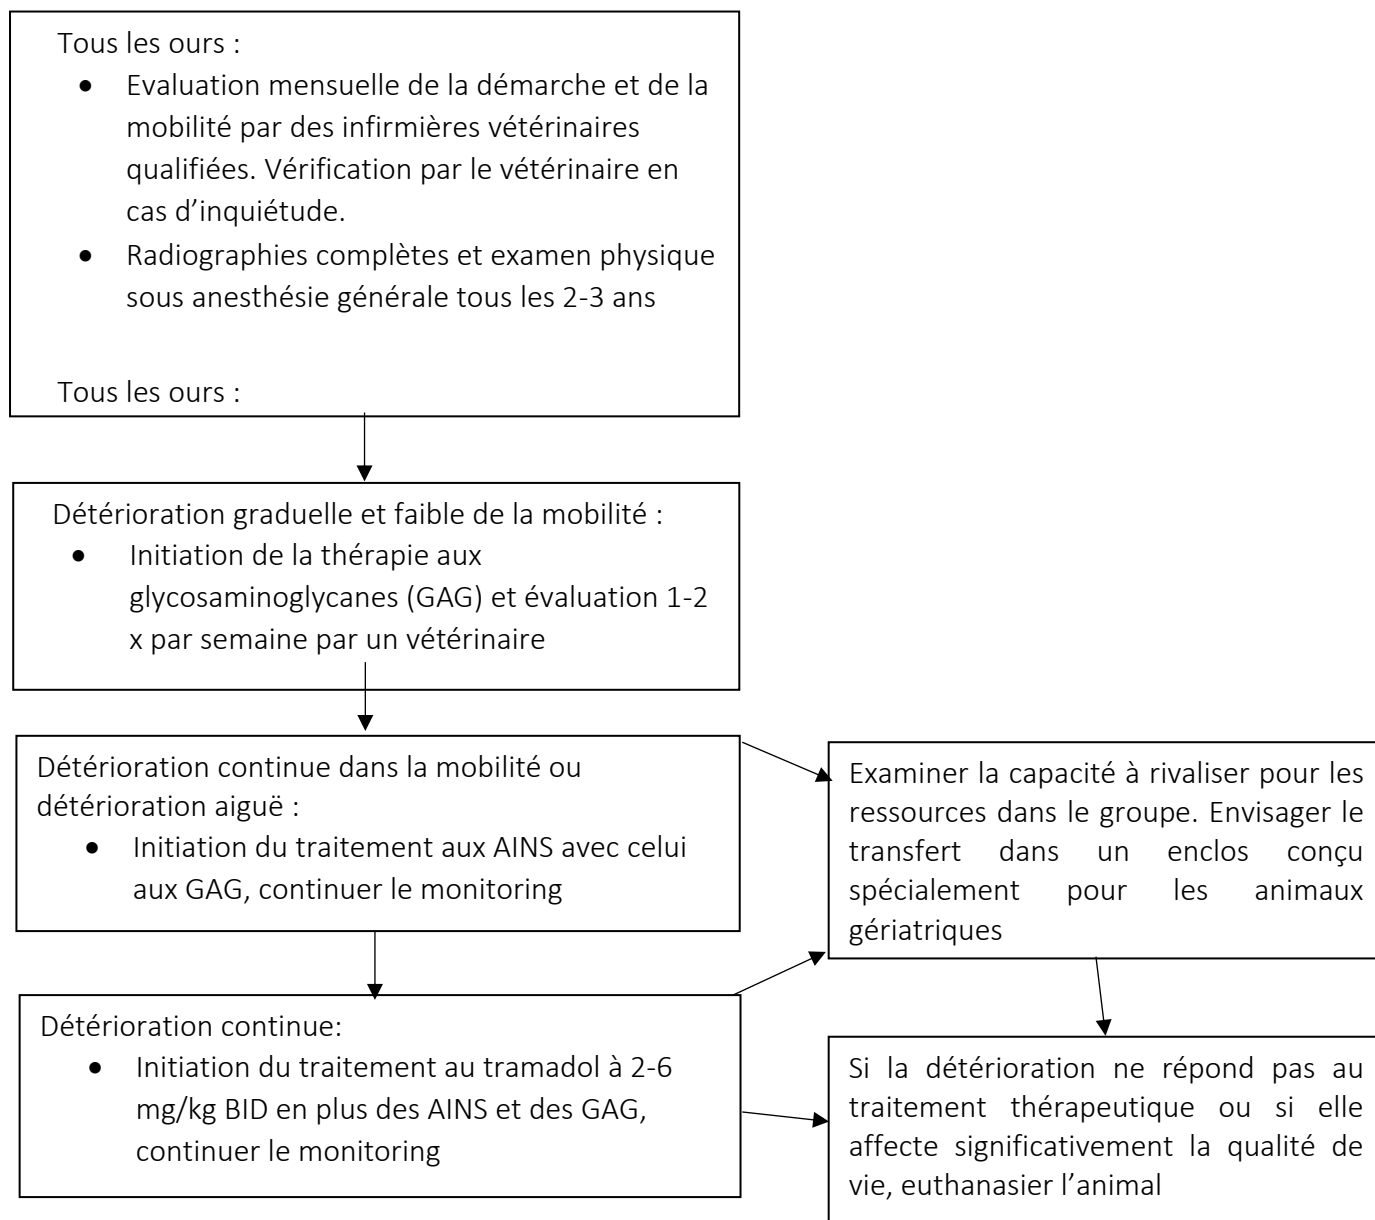 Tous les ours :
• Evaluation mensuelle de la démarche et de la
mobilité par des infirmières vétérinaires
qualifiées. Vérification par le vétérinaire en
cas d'inquiétude.
• Radiographies complètes et examen physique
sous anesthésie générale tous les 2-3 ans
Tous les ours :
Détérioration graduelle et faible de la mobilité :
• Initiation de la thérapie aux
glycosaminoglycanes (GAG) et évaluation 1-2
x par semaine par un vétérinaire
Détérioration continue dans la mobilité ou
détérioration aiguë :
• Initiation du traitement aux AINS avec celui
aux GAG, continuer le monitoring
Examiner la capacité à rivaliser pour les
ressources dans le groupe. Envisager le
transfert dans un enclos conçu
spécialement pour les animaux
gériatriques
Détérioration continue:
• Initiation du traitement au tramadol à 2-6
mg/kg BID en plus des AINS et des GAG,
continuer le monitoring
Si la détérioration ne répond pas au
traitement thérapeutique ou si elle
affecte significativement la qualité de
vie, euthanasier l'animal